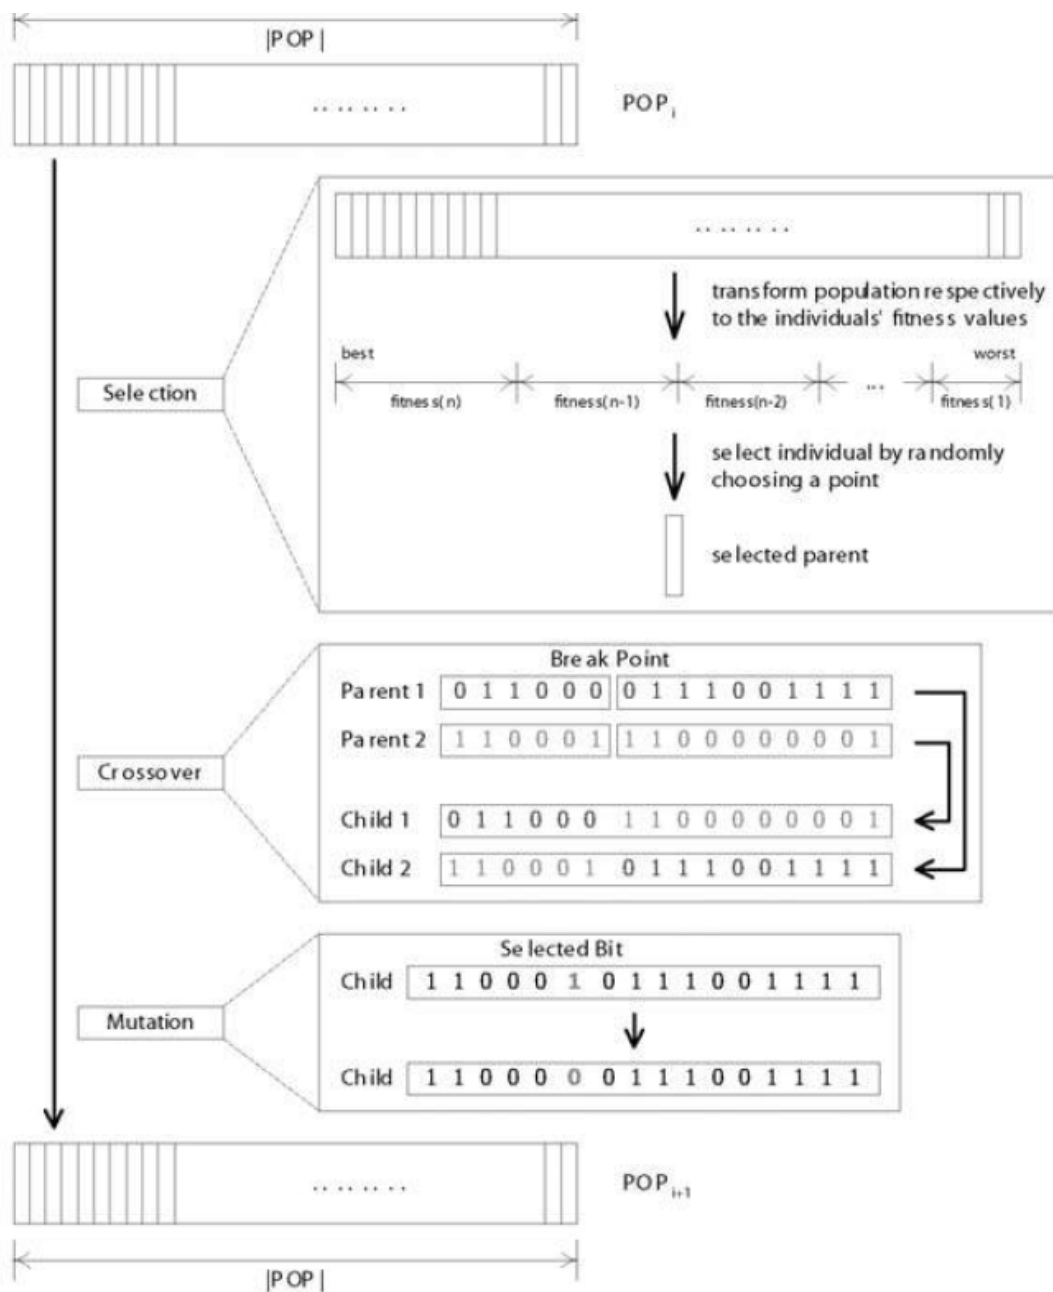 |POP|
.. .. .. ..
POP i
.. .. .. ..
transform population respectively
to the individuals' fitness values
best worst
Selection
...
fitness(n) fitness(n-1) fitness(n-2) fitness(1)
select individual by randomly
choosing a point
selected parent
Break Point
Parent 1 0 1 1 0 0 0 0 1 1 1 0 0 1 1 1 1
Parent 2 1 1 0 0 0 1 1 1 0 0 0 0 0 0 0 1
Crossover
Child 1 0 1 1 0 0 0 1 1 0 0 0 0 0 0 0 1
Child 2 1 1 0 0 0 1 0 1 1 1 0 0 1 1 1 1
Selected Bit
Child 1 1 0 0 0 1 0 1 1 1 0 0 1 1 1 1
Mutation
Child 1 1 0 0 0 0 0 1 1 1 0 0 1 1 1 1
.. .. .. ..
POP i+1
|POP|